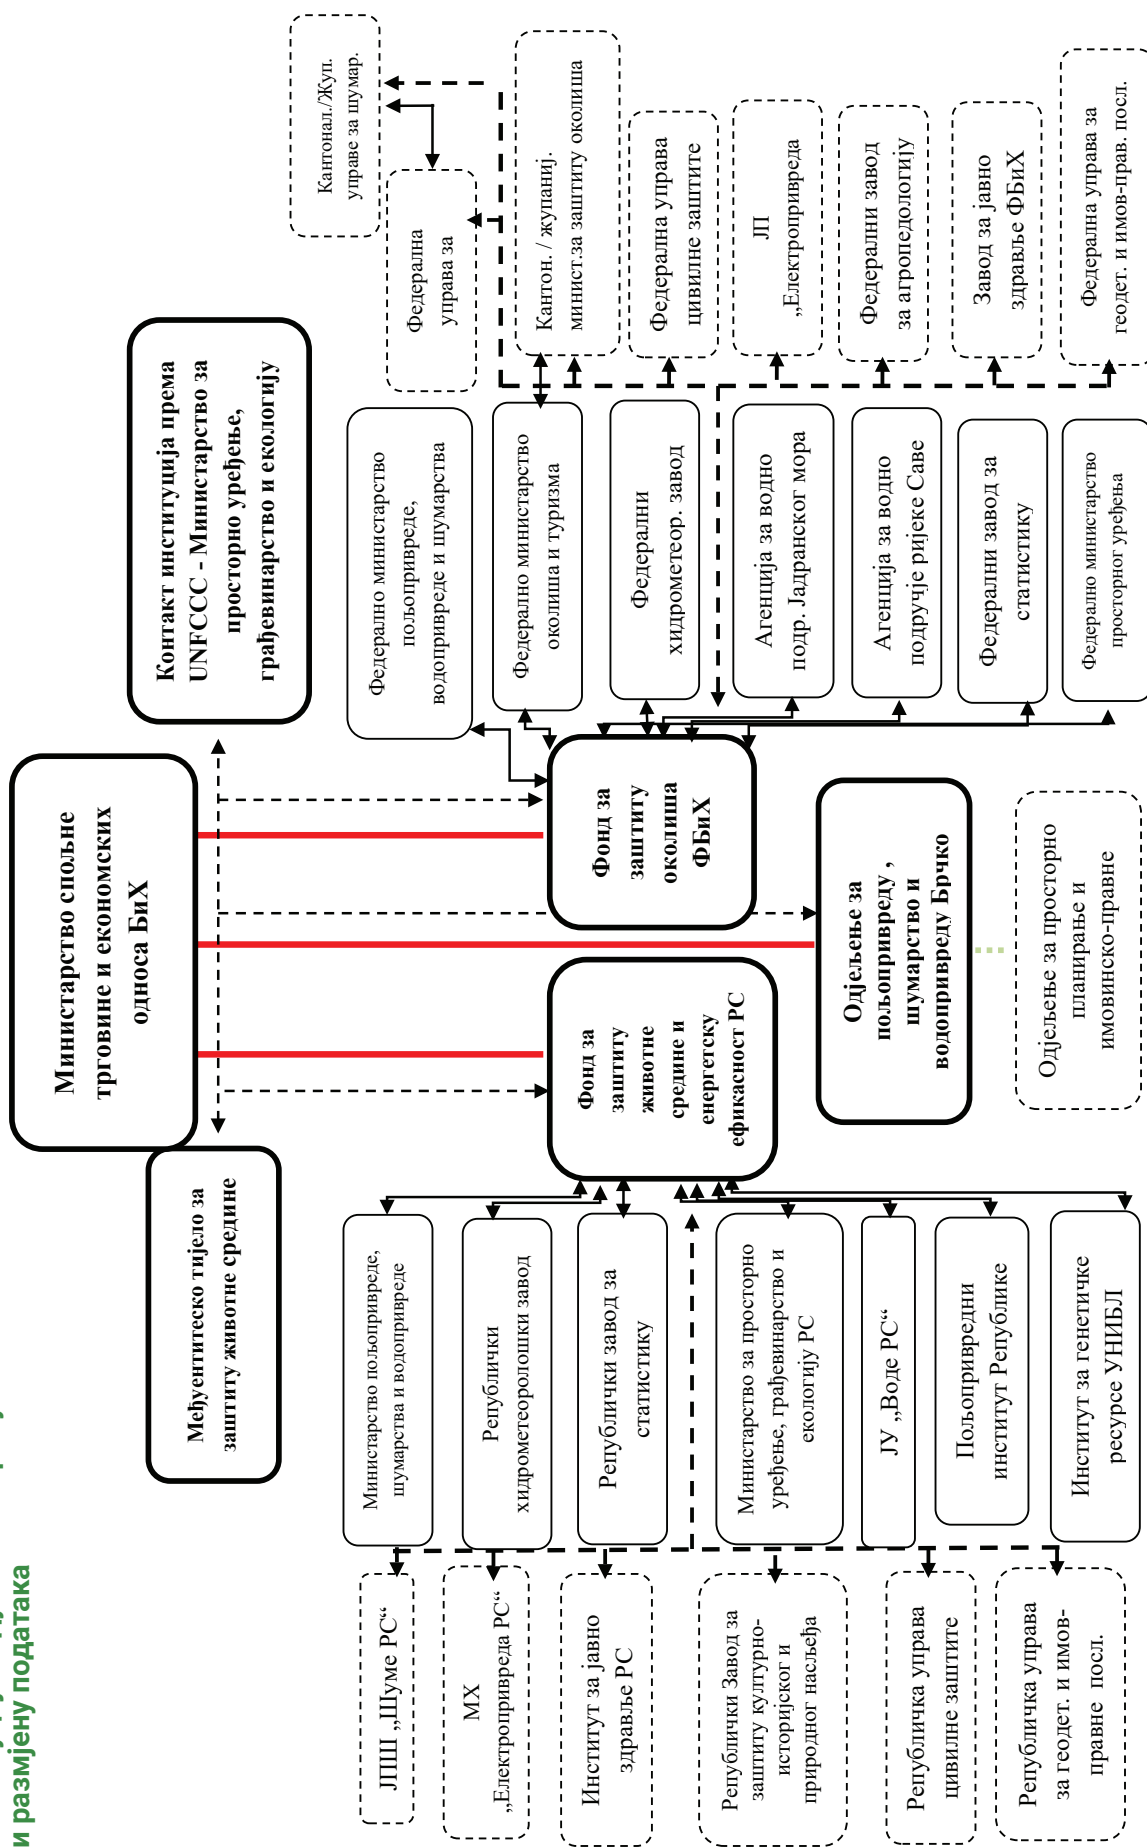 и размјену података
Министарство спољне
трговине и економских
односа БиХ
Међуентитеско тијело за
заштиту животне средине
Контакт институција према
UNFCCC - Министарство за
просторно уређење,
грађевинарство и екологију
Фонд за
заштиту
животне
средине и
енергетску
ефикасност РС
Фонд за
заштиту
околиша
ФБиХ
Одјељење за
пољопривреду ,
шумарство и
водопривреду Брчко
Одјељење за просторно
планирање и
имовинско-правне
Министарство пољопривреде,
шумарства и водопривреде
Републички
хидрометеоролошки завод
Републички завод за
статистику
Министарство за просторно
уређење, грађевинарство и
екологију РС
ЈУ „Воде РС“
Пољопривредни
институт Републике
Институт за генетичке
ресурсе УНИБЛ
ЈПШ „Шуме РС“
МХ
„Електропривреда РС“
Институт за јавно
здравље РС
Републички Завод за
заштиту културно-
историјског и
природног насљеђа
Републичка управа
цивилне заштите
Републичка управа
за геодет. и имов-
правне посл.
Федерално министарство
пољопривреде,
водопривреде и шумарства
Федерално министарство
околиша и туризма
Федерални
хидрометеор. завод
Агенција за водно
подр. Јадранског мора
Агенција за водно
подручје ријеке Саве
Федерални завод за
статистику
Федерално министарство
просторног уређења
Кантонал./Жуп.
управе за шумар.
Федерална
управа за
Кантон. / жупаниј.
минист.за заштиту околиша
Федерална управа
цивилне заштите
ЈП
„Електропривреда
Федерални завод
за агропедологију
Завод за јавно
здравље ФБиХ
Федерална управа за
геодет. и имов-прав. посл.